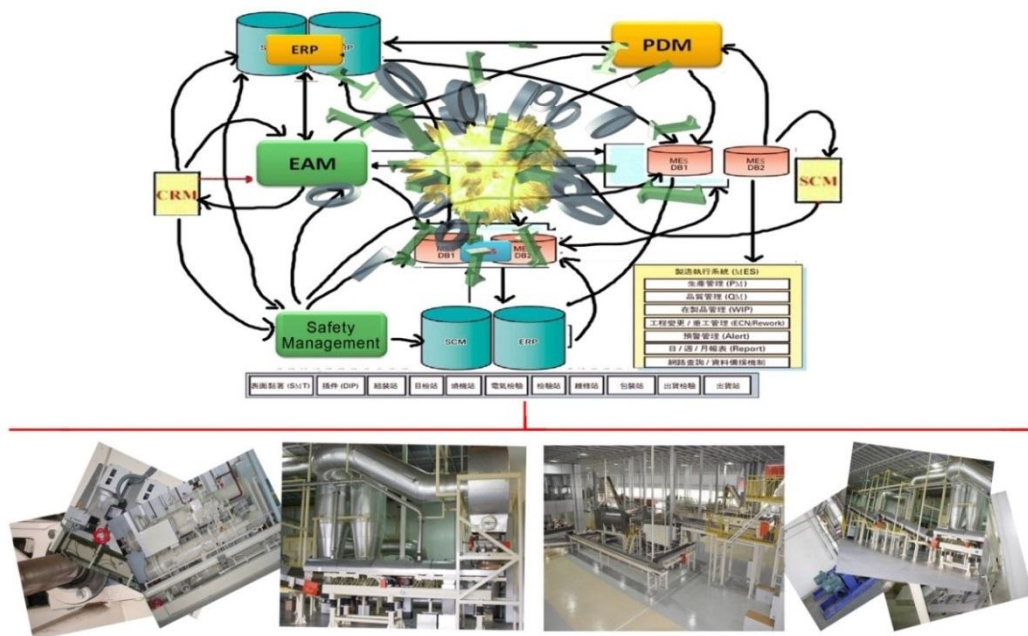 ERP
PDM
EAM
MES
DB1
MES
DB2
CRM
SCM
DB1
DB2
製造執行系統 (MES)
生產管理 (PM)
品質管理 (QM)
在製品管理 (WIP)
工程變更 / 重工管理 (ECN/Rework)
預警管理 (Alert)
日 / 週 / 月報表 (Report)
網路查詢 / 資料備援機制
Safety
Management
SCM
ERP
表面黏著 (SMT)
插件 (DIP)
組裝站
目檢站
燒機站
電氣檢驗
檢驗站
維修站
包裝站
出貨檢驗
出貨站